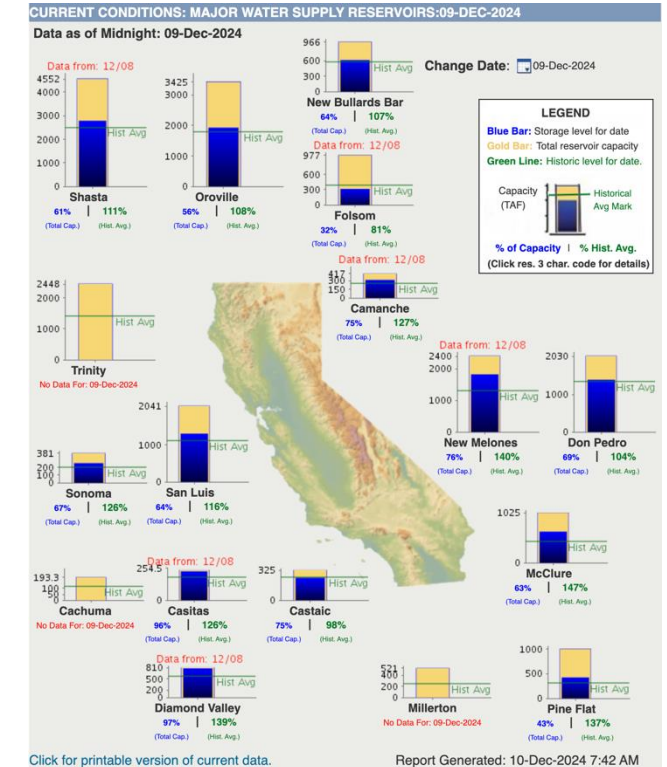 CURRENT CONDITIONS: MAJOR WATER SUPPLY RESERVOIRS:09-DEC-2024
Data as of Midnight: 09-Dec-2024
Change Date: 09-Dec-2024
LEGEND
Blue Bar: Storage level for date
Gold Bar: Total reservoir capacity
Green Line: Historic level for date.
Capacity
(TAF)
Historical
Avg Mark
% of Capacity | % Hist. Avg.
(Click res. 3 char. code for details)
Data from: 12/08
4552
4000
3000
2000
1000
0
Hist Avg
Shasta
61% | 111%
(Total Cap.) (Hist. Avg.)
3425
3000
2000
1000
0
Hist Avg
Oroville
56% | 108%
(Total Cap.) (Hist. Avg.)
966
600
300
0
Hist Avg
New Bullards Bar
64% | 107%
(Total Cap.) (Hist. Avg.)
Data from: 12/08
977
600
300
0
Hist Avg
Folsom
32% | 81%
(Total Cap.) (Hist. Avg.)
Data from: 12/08
417
300
150
0
Hist Avg
Camanche
75% | 127%
(Total Cap.) (Hist. Avg.)
2448
2000
1000
0
Hist Avg
Trinity
No Data For: 09-Dec-2024
Data from: 12/08
2400
2000
1000
0
Hist Avg
New Melones
76% | 140%
(Total Cap.) (Hist. Avg.)
2030
1000
0
Hist Avg
Don Pedro
69% | 104%
(Total Cap.) (Hist. Avg.)
381
200
100
0
Hist Avg
Sonoma
67% | 126%
(Total Cap.) (Hist. Avg.)
2041
1000
0
Hist Avg
San Luis
64% | 116%
(Total Cap.) (Hist. Avg.)
1025
0
Hist Avg
McClure
63% | 147%
(Total Cap.) (Hist. Avg.)
193.3
100
50
0
Hist Avg
Cachuma
No Data For: 09-Dec-2024
Data from: 12/08
254.5
0
Hist Avg
Casitas
96% | 126%
(Total Cap.) (Hist. Avg.)
325
0
Hist Avg
Castaic
75% | 98%
(Total Cap.) (Hist. Avg.)
Data from: 12/08
810
500
200
0
Hist Avg
Diamond Valley
97% | 139%
(Total Cap.) (Hist. Avg.)
521
400
200
0
Hist Avg
Millerton
No Data For: 09-Dec-2024
1000
500
0
Hist Avg
Pine Flat
43% | 137%
(Total Cap.) (Hist. Avg.)
Click for printable version of current data.
Report Generated: 10-Dec-2024 7:42 AM